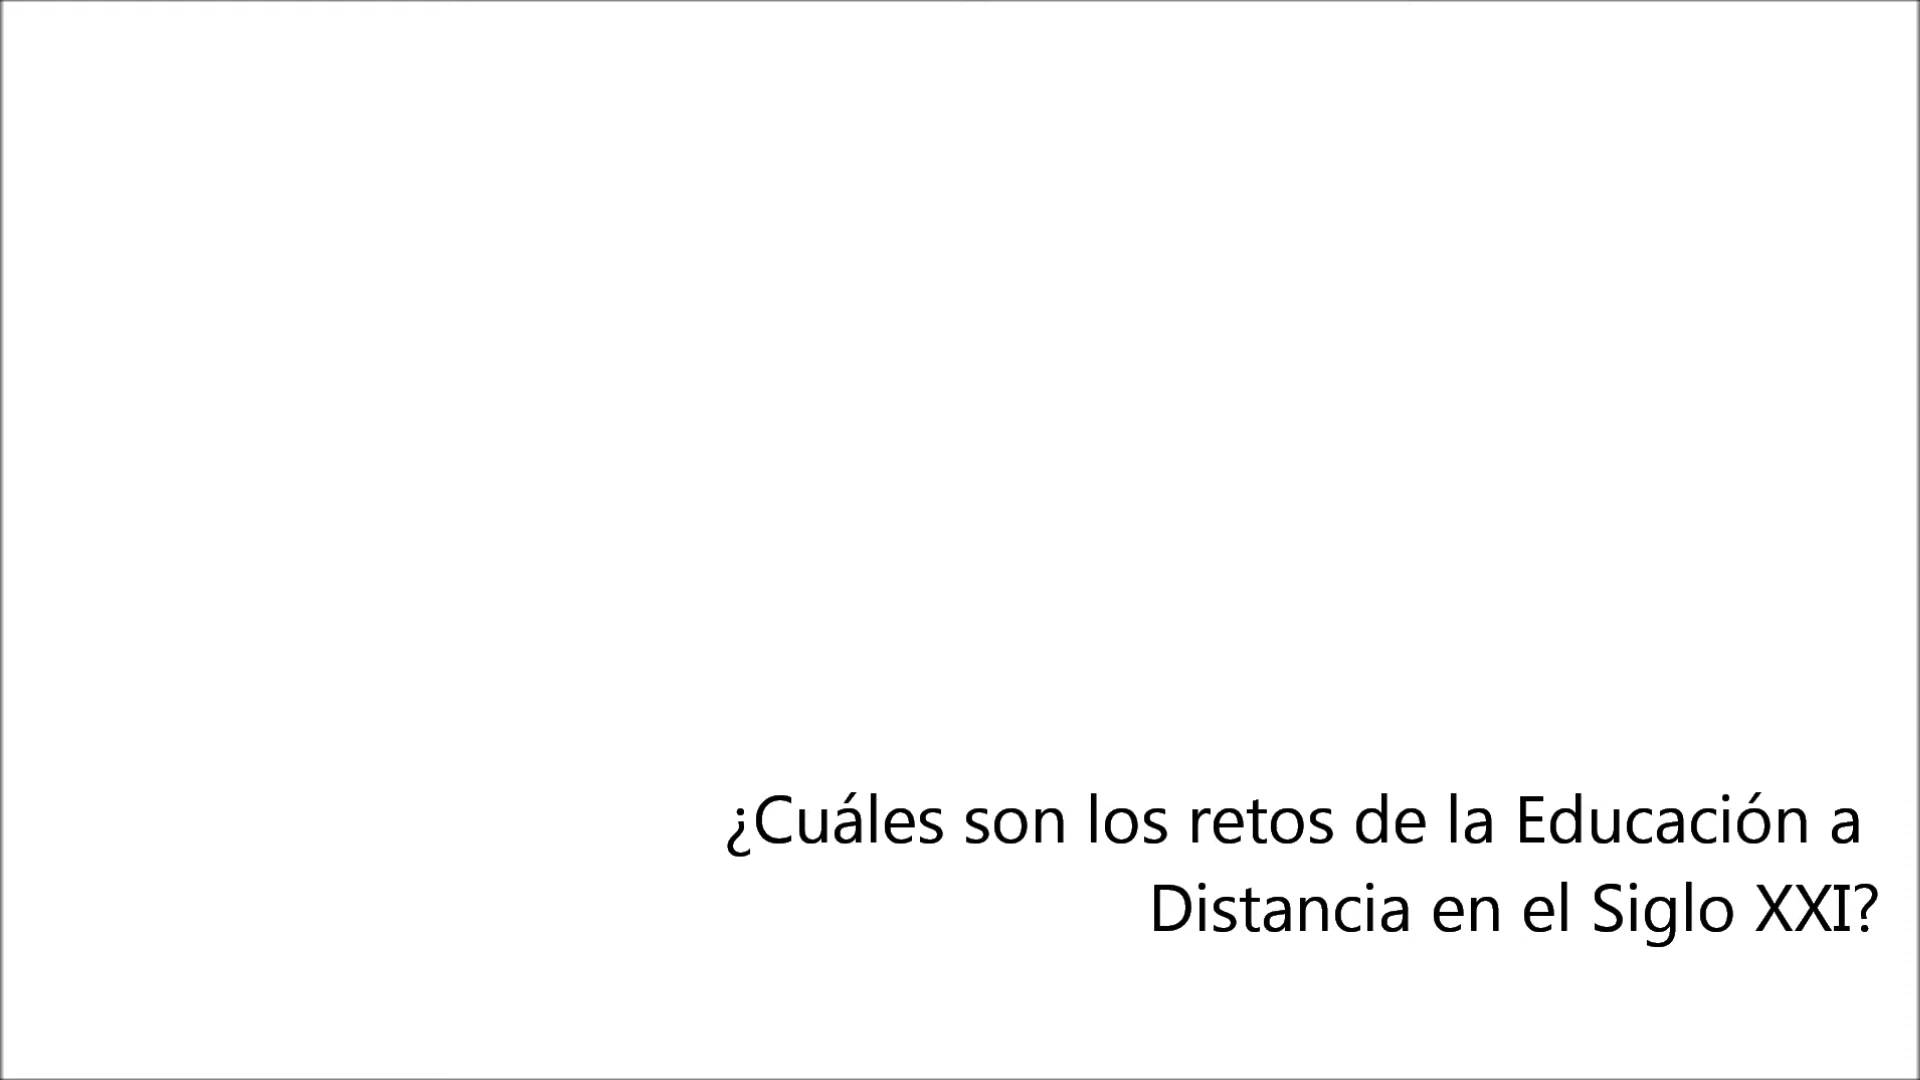 ¿Cuáles son los retos de la Educación a
Distancia en el Siglo XXI?